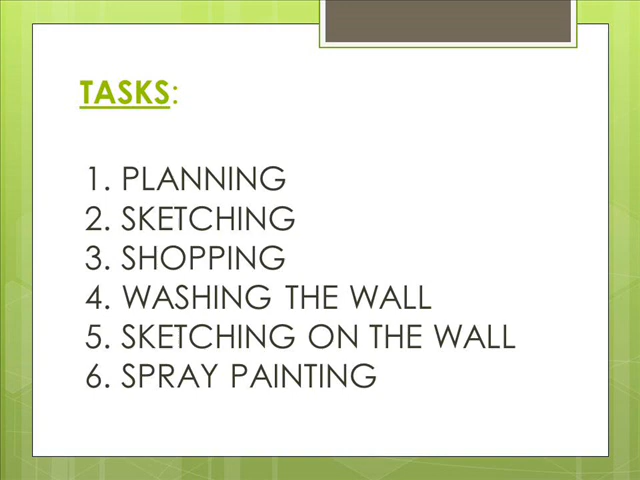 TASKS:
1. PLANNING
2. SKETCHING
3. SHOPPING
4. WASHING THE WALL
5. SKETCHING ON THE WALL
6. SPRAY PAINTING